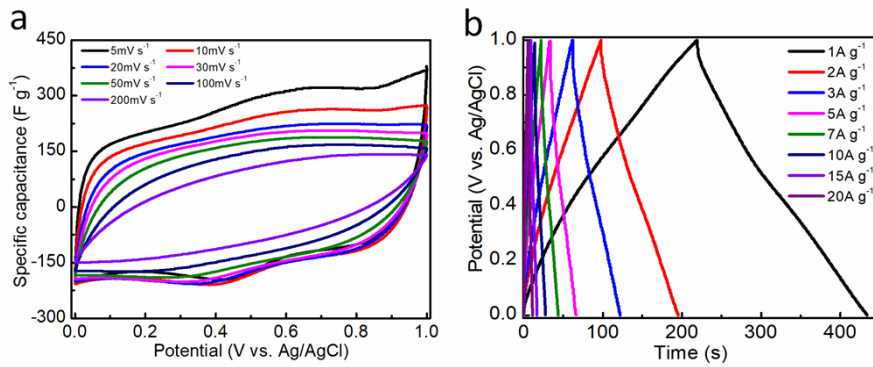 a
450
300
150
0
-150
-300
Specific capacitance (F g⁻¹)
5mV s⁻¹ 10mV s⁻¹
20mV s⁻¹ 30mV s⁻¹
50mV s⁻¹ 100mV s⁻¹
200mV s⁻¹
0.0 0.2 0.4 0.6 0.8 1.0
Potential (V vs. Ag/AgCl)
b
1.0
0.8
0.6
0.4
0.2
0.0
Potential (V vs. Ag/AgCl)
1A g⁻¹
2A g⁻¹
3A g⁻¹
5A g⁻¹
7A g⁻¹
10A g⁻¹
15A g⁻¹
20A g⁻¹
0 100 200 300 400
Time (s)